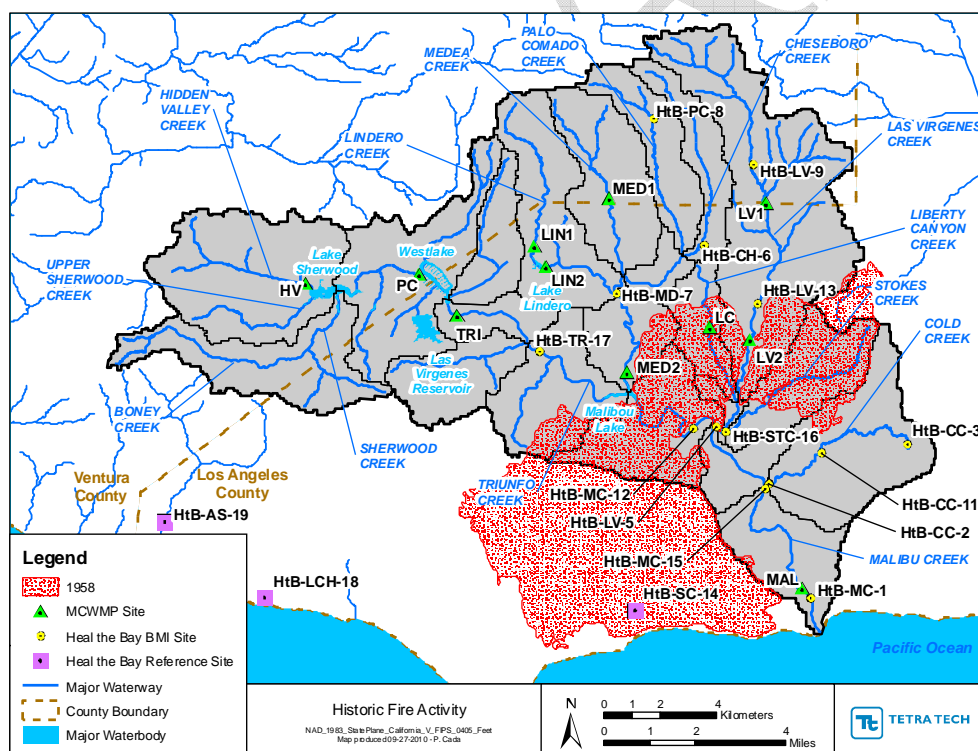 PALO
COMADO
CREEK
MEDEA
CREEK
CHESEBORO
CREEK
HIDDEN
VALLEY
CREEK
LINDERO
CREEK
HtB-PC-8
LAS VIRGENES
CREEK
HtB-LV-9
MED1
LV1
LIBERTY
CANYON
CREEK
LIN1
Lake
Sherwood
Westlake
HtB-CH-6
UPPER
SHERWOOD
CREEK
HV
PC
LIN2
Lake
Lindero
HtB-MD-7
HtB-LV-13
STOKES
CREEK
TRI
LC
COLD
CREEK
HtB-TR-17
LV2
Las
Virgenes
Reservoir
MED2
BONEY
CREEK
Malibou
Lake
HtB-CC-3
HtB-STC-16
SHERWOOD
CREEK
Ventura
County
Los Angeles
County
TRIUNFO
CREEK
HtB-MC-12
HtB-CC-11
HtB-AS-19
HtB-LV-5
HtB-CC-2
HtB-MC-15
MALIBU CREEK
HtB-LCH-18
MAL
HtB-MC-1
HtB-SC-14
Pacific Ocean
Legend
1958
MCWMP Site
Heal the Bay BMI Site
Heal the Bay Reference Site
Major Waterway
County Boundary
Major Waterbody
Historic Fire Activity
NAD_1983_StatePlane_California_V_FIPS_0405_Feet
Map produced 09-27-2010 - P. Cada
N
0 2 4
Kilometers
0 2 4
Miles
Tt
TETRA TECH